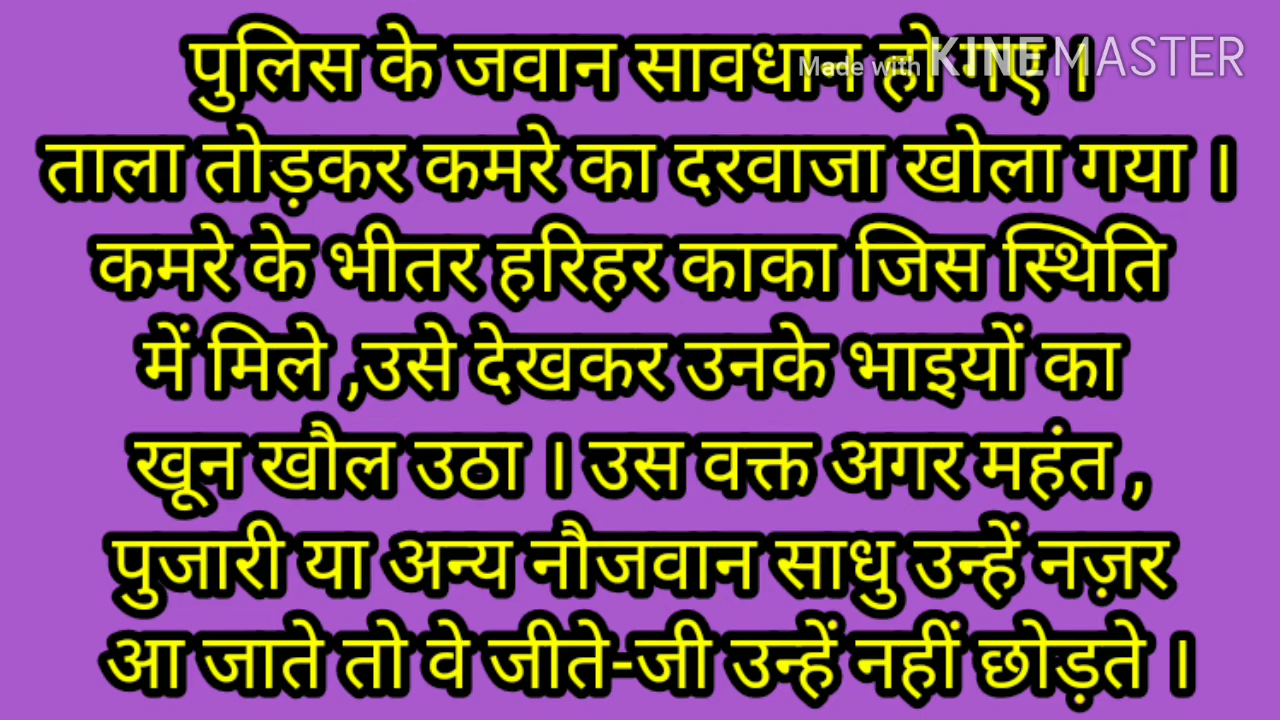 पुलिस के जवान सावधान हो गए ।
Made with KINEMASTER
ताला तोड़कर कमरे का दरवाजा खोला गया ।
कमरे के भीतर हरिहर काका जिस स्थिति
में मिले ,उसे देखकर उनके भाइयों का
खून खौल उठा । उस वक्त अगर महंत ,
पुजारी या अन्य नौजवान साधु उन्हें नज़र
आ जाते तो वे जीते-जी उन्हें नहीं छोड़ते ।